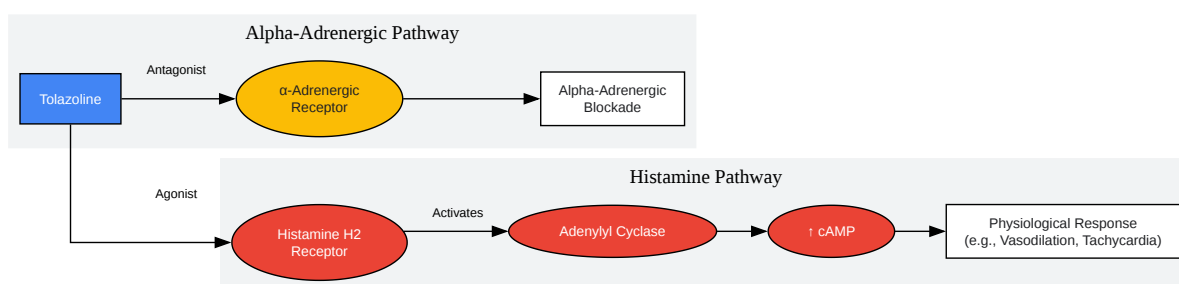 Alpha-Adrenergic Pathway
Tolazoline
Antagonist
α-Adrenergic
Receptor
Alpha-Adrenergic
Blockade
Histamine Pathway
Agonist
Histamine H2
Receptor
Activates
Adenylyl Cyclase
↑ cAMP
Physiological Response
(e.g., Vasodilation, Tachycardia)